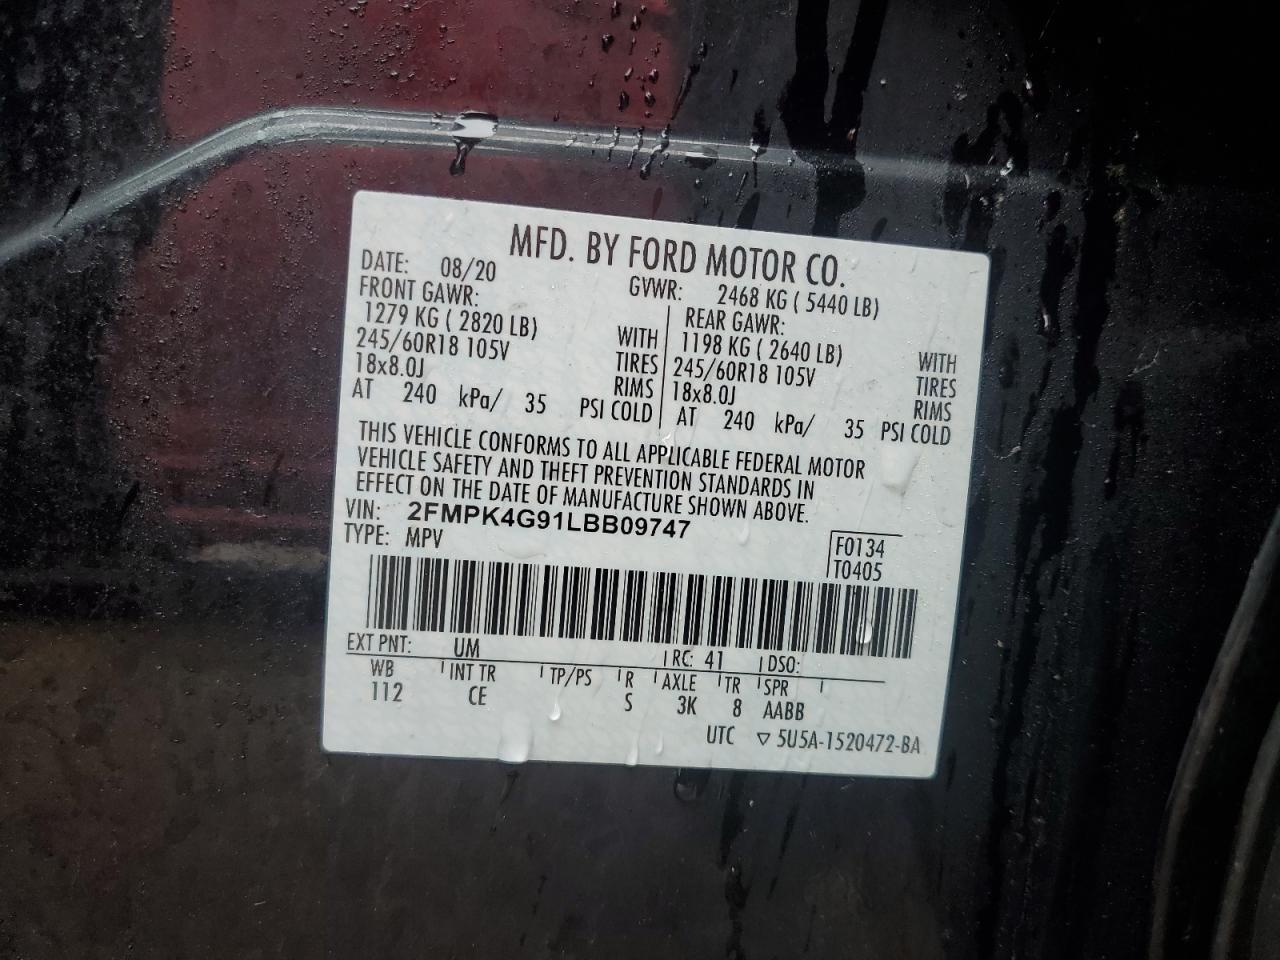 MFD. BY FORD MOTOR CO.
DATE: 08/20 GVWR: 2468 KG ( 5440 LB)
FRONT GAWR: REAR GAWR:
1279 KG ( 2820 LB) WITH 1198 KG ( 2640 LB) WITH
245/60R18 105V TIRES 245/60R18 105V TIRES
18x8.0J RIMS 18x8.0J RIMS
AT 240 kPa/ 35 PSI COLD AT 240 kPa/ 35 PSI COLD
THIS VEHICLE CONFORMS TO ALL APPLICABLE FEDERAL MOTOR
VEHICLE SAFETY AND THEFT PREVENTION STANDARDS IN
EFFECT ON THE DATE OF MANUFACTURE SHOWN ABOVE.
VIN: 2FMPK4G91LBB09747
TYPE: MPV F0134
T0405
EXT PNT: UM RC: 41 DSO:
WB INT TR TP/PS R AXLE TR SPR
112 CE S 3K 8 AABB
UTC ▽ 5U5A-1520472-BA